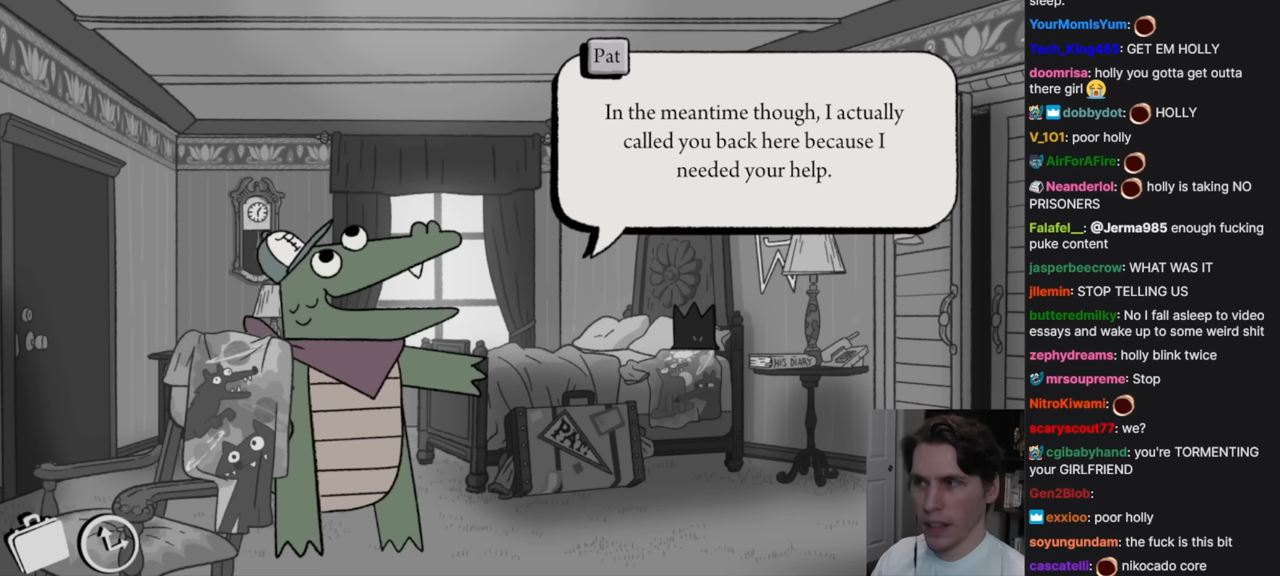 Pat
In the meantime though, I actually
called you back here because I
needed your help.
HIS DIARY
PAT
sleep.
YourMomIsYum:
Tech_King465: GET EM HOLLY
doomrisa: holly you gotta get outta
there girl
dobbydot: HOLLY
V_1O1: poor holly
AirForAFire:
Neanderlol: holly is taking NO
PRISONERS
Falafel__: @Jerma985 enough fucking
puke content
jasperbeecrow: WHAT WAS IT
jllemin: STOP TELLING US
butteredmilky: No I fall asleep to video
essays and wake up to some weird shit
zephydreams: holly blink twice
mrsoupreme: Stop
NitroKiwami:
scaryscout77: we?
cgibabyhand: you're TORMENTING
your GIRLFRIEND
Gen2Blob:
exxioo: poor holly
soyungundam: the fuck is this bit
cascatelli: nikocado core